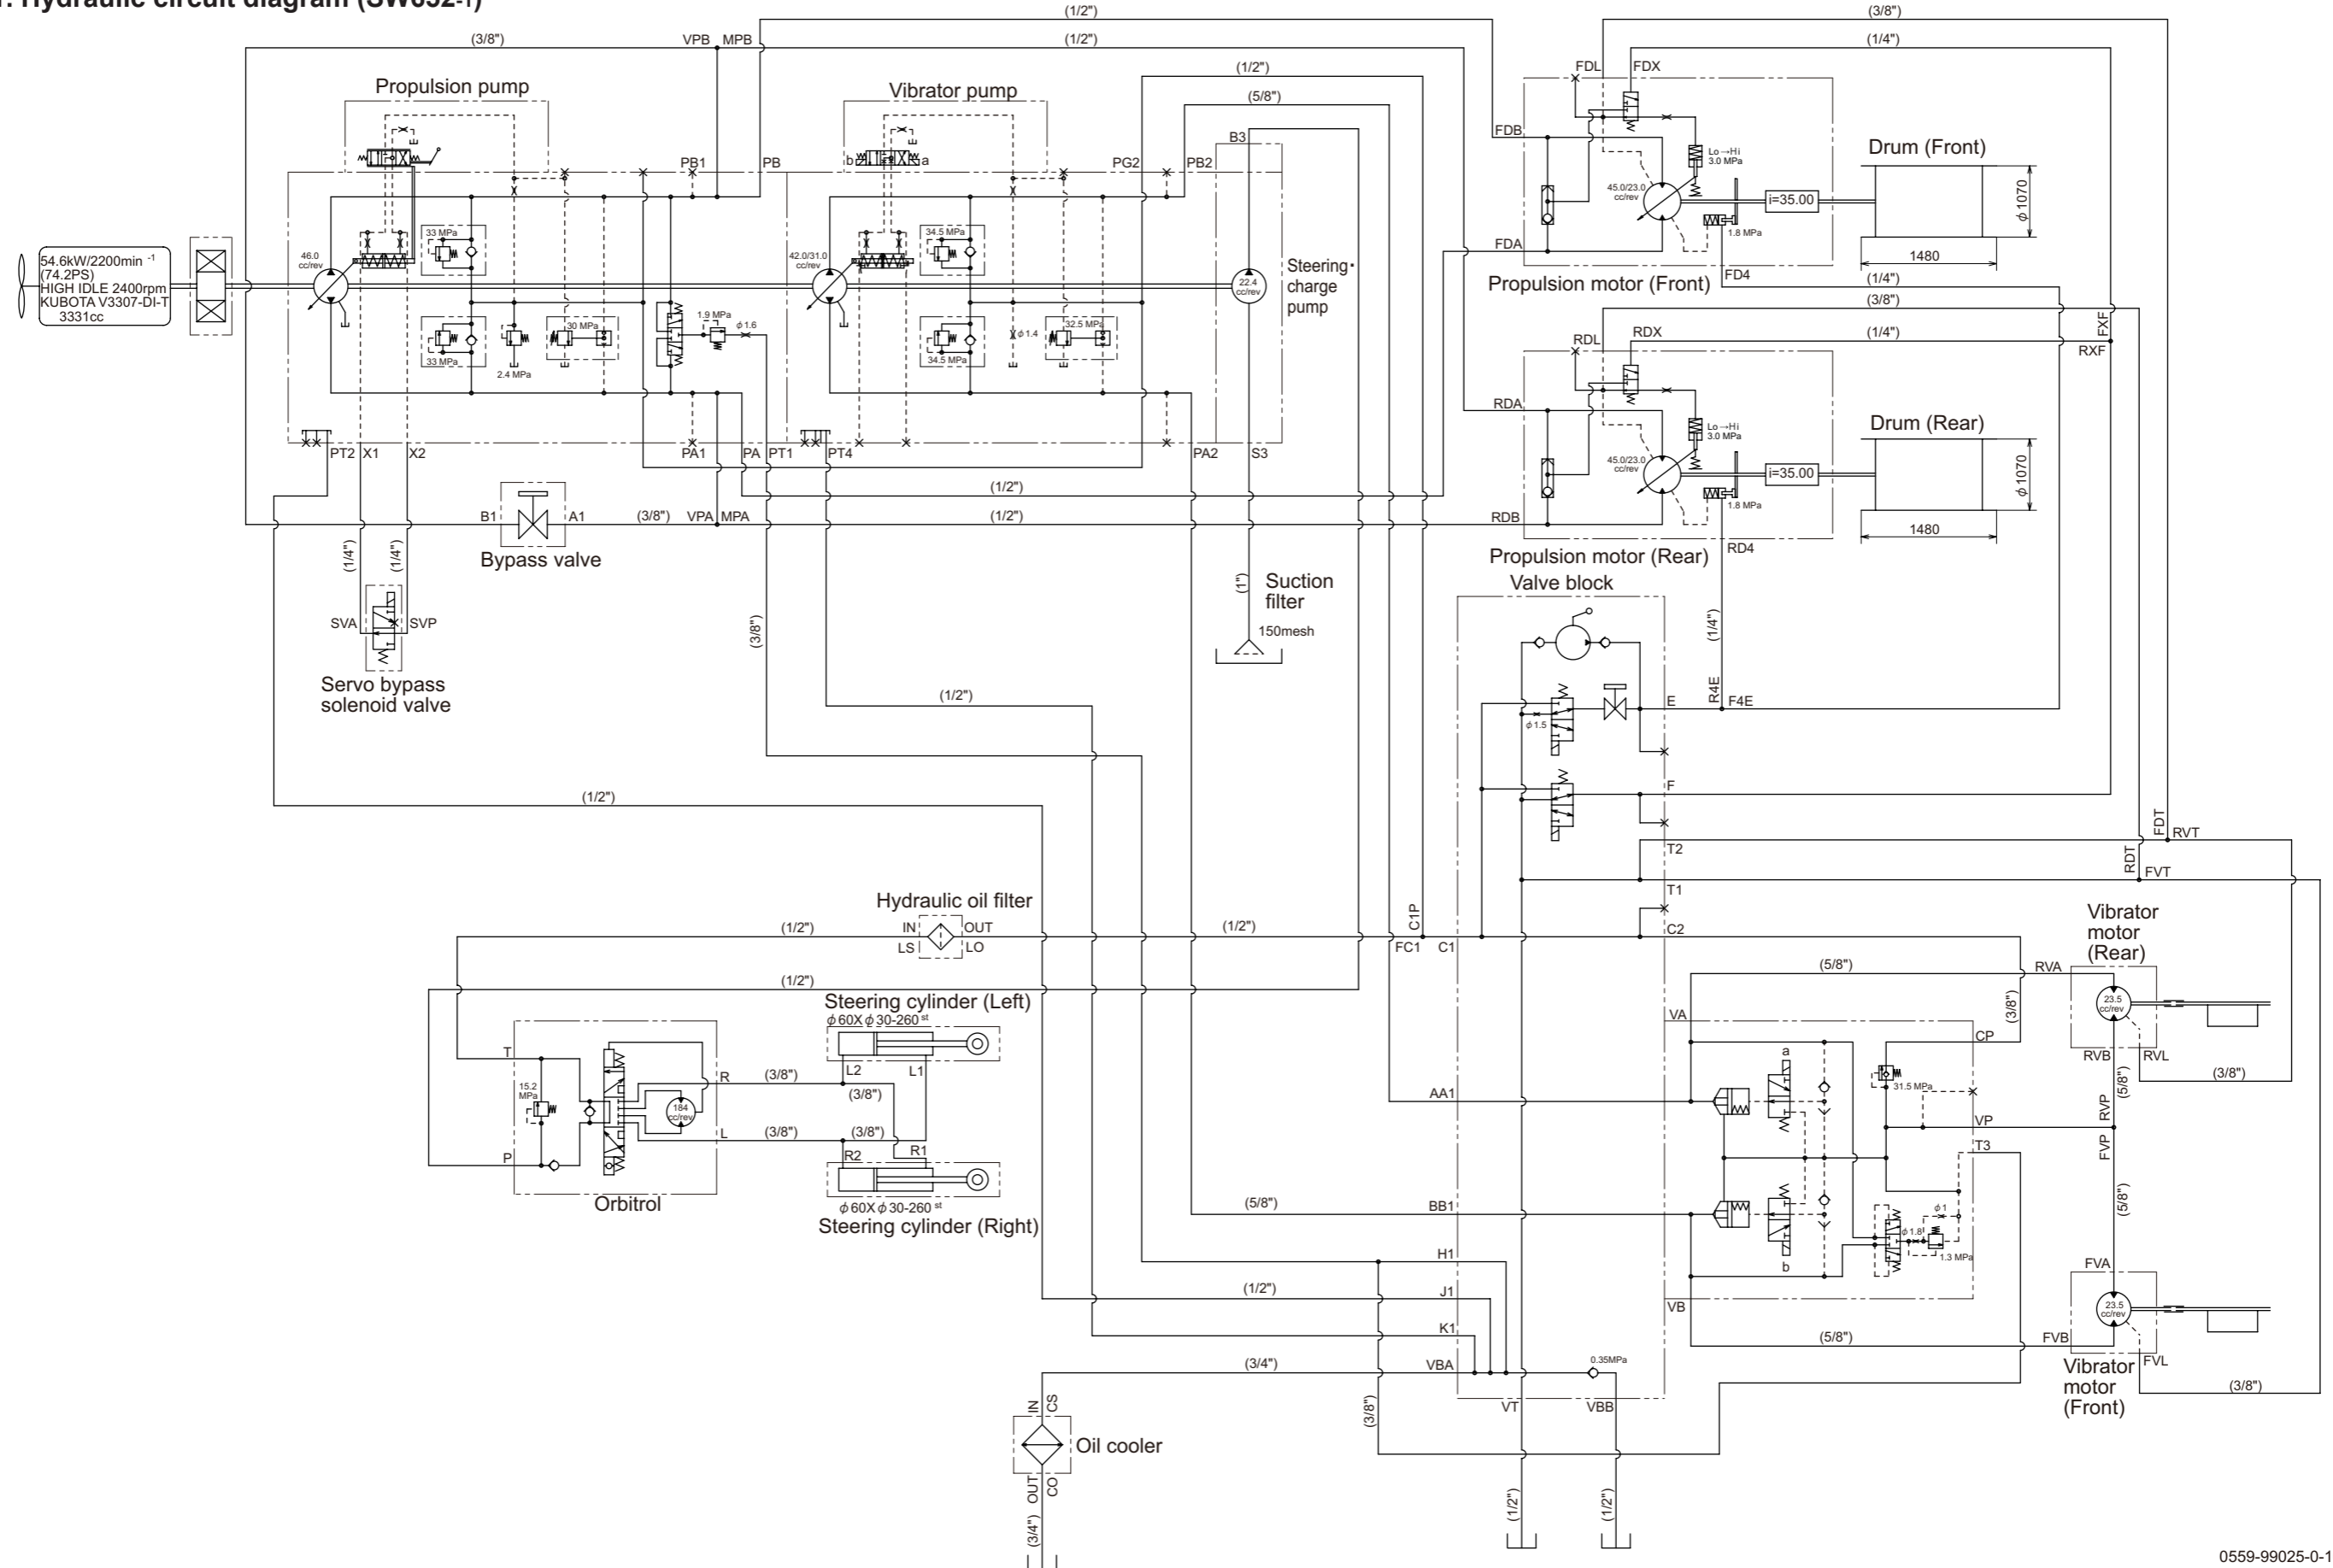 1. Hydraulic circuit diagram (SW652-1)
(1/2")
(3/8")
(3/8")
VPB
MPB
(1/2")
(1/4")
(1/2")
(5/8")
Propulsion pump
Vibrator pump
FDL
FDX
B3
FDB
b
a
PB1
PB
PG2
PB2
Lo→Hi
3.0 MPa
Drum (Front)
45.0/23.0
cc/rev
i=35.00
φ1070
1.8 MPa
33 MPa
34.5 MPa
46.0
cc/rev
42.0/31.0
cc/rev
22.4
cc/rev
Steering・
charge
pump
FDA
1480
FD4
Propulsion motor (Front)
(1/4")
(3/8")
54.6kW/2200min -1
(74.2PS)
HIGH IDLE 2400rpm
KUBOTA V3307-DI-T
3331cc
30 MPa
1.9 MPa
φ1.6
φ1.4
32.5 MPa
33 MPa
2.4 MPa
34.5 MPa
RDL
RDX
(1/4")
FXF
RXF
RDA
Lo→Hi
3.0 MPa
Drum (Rear)
45.0/23.0
cc/rev
i=35.00
φ1070
1.8 MPa
PT2
X1
X2
PA1
PA
PT1
PT4
PA2
S3
(1/2")
B1
A1
(3/8")
VPA
MPA
(1/2")
RDB
1480
RD4
Bypass valve
Propulsion motor (Rear)
(1/4")
(1/4")
Valve block
(1")
Suction
filter
150mesh
SVA
SVP
(3/8")
(1/4")
Servo bypass
solenoid valve
(1/2")
φ1.5
E
R4E
F4E
F
(1/2")
T2
FDT
RVT
RDT
FVT
T1
Hydraulic oil filter
(1/2")
IN
OUT
LS
LO
(1/2")
C1P
FC1
C1
C2
Vibrator
motor
(Rear)
(1/2")
(5/8")
RVA
23.5
cc/rev
(3/8")
Steering cylinder (Left)
φ60Xφ30-260 st
VA
CP
T
L2
L1
RVB
RVL
(3/8")
15.2
MPa
R
(3/8")
(3/8")
184
cc/rev
a
31.5 MPa
(5/8")
RVP
AA1
L
(3/8")
(3/8")
VP
FVP
T3
P
R2
R1
Orbitrol
φ60Xφ30-260 st
Steering cylinder (Right)
(5/8")
BB1
(5/8")
φ1
φ1.8
1.3 MPa
b
H1
FVA
(1/2")
J1
VB
23.5
cc/rev
K1
(5/8")
FVB
FVL
(3/8")
VBA
(3/4")
0.35MPa
Vibrator
motor
(Front)
(3/8")
IN
CS
VT
VBB
Oil cooler
OUT
CO
(3/4")
(1/2")
(1/2")
0559-99025-0-1